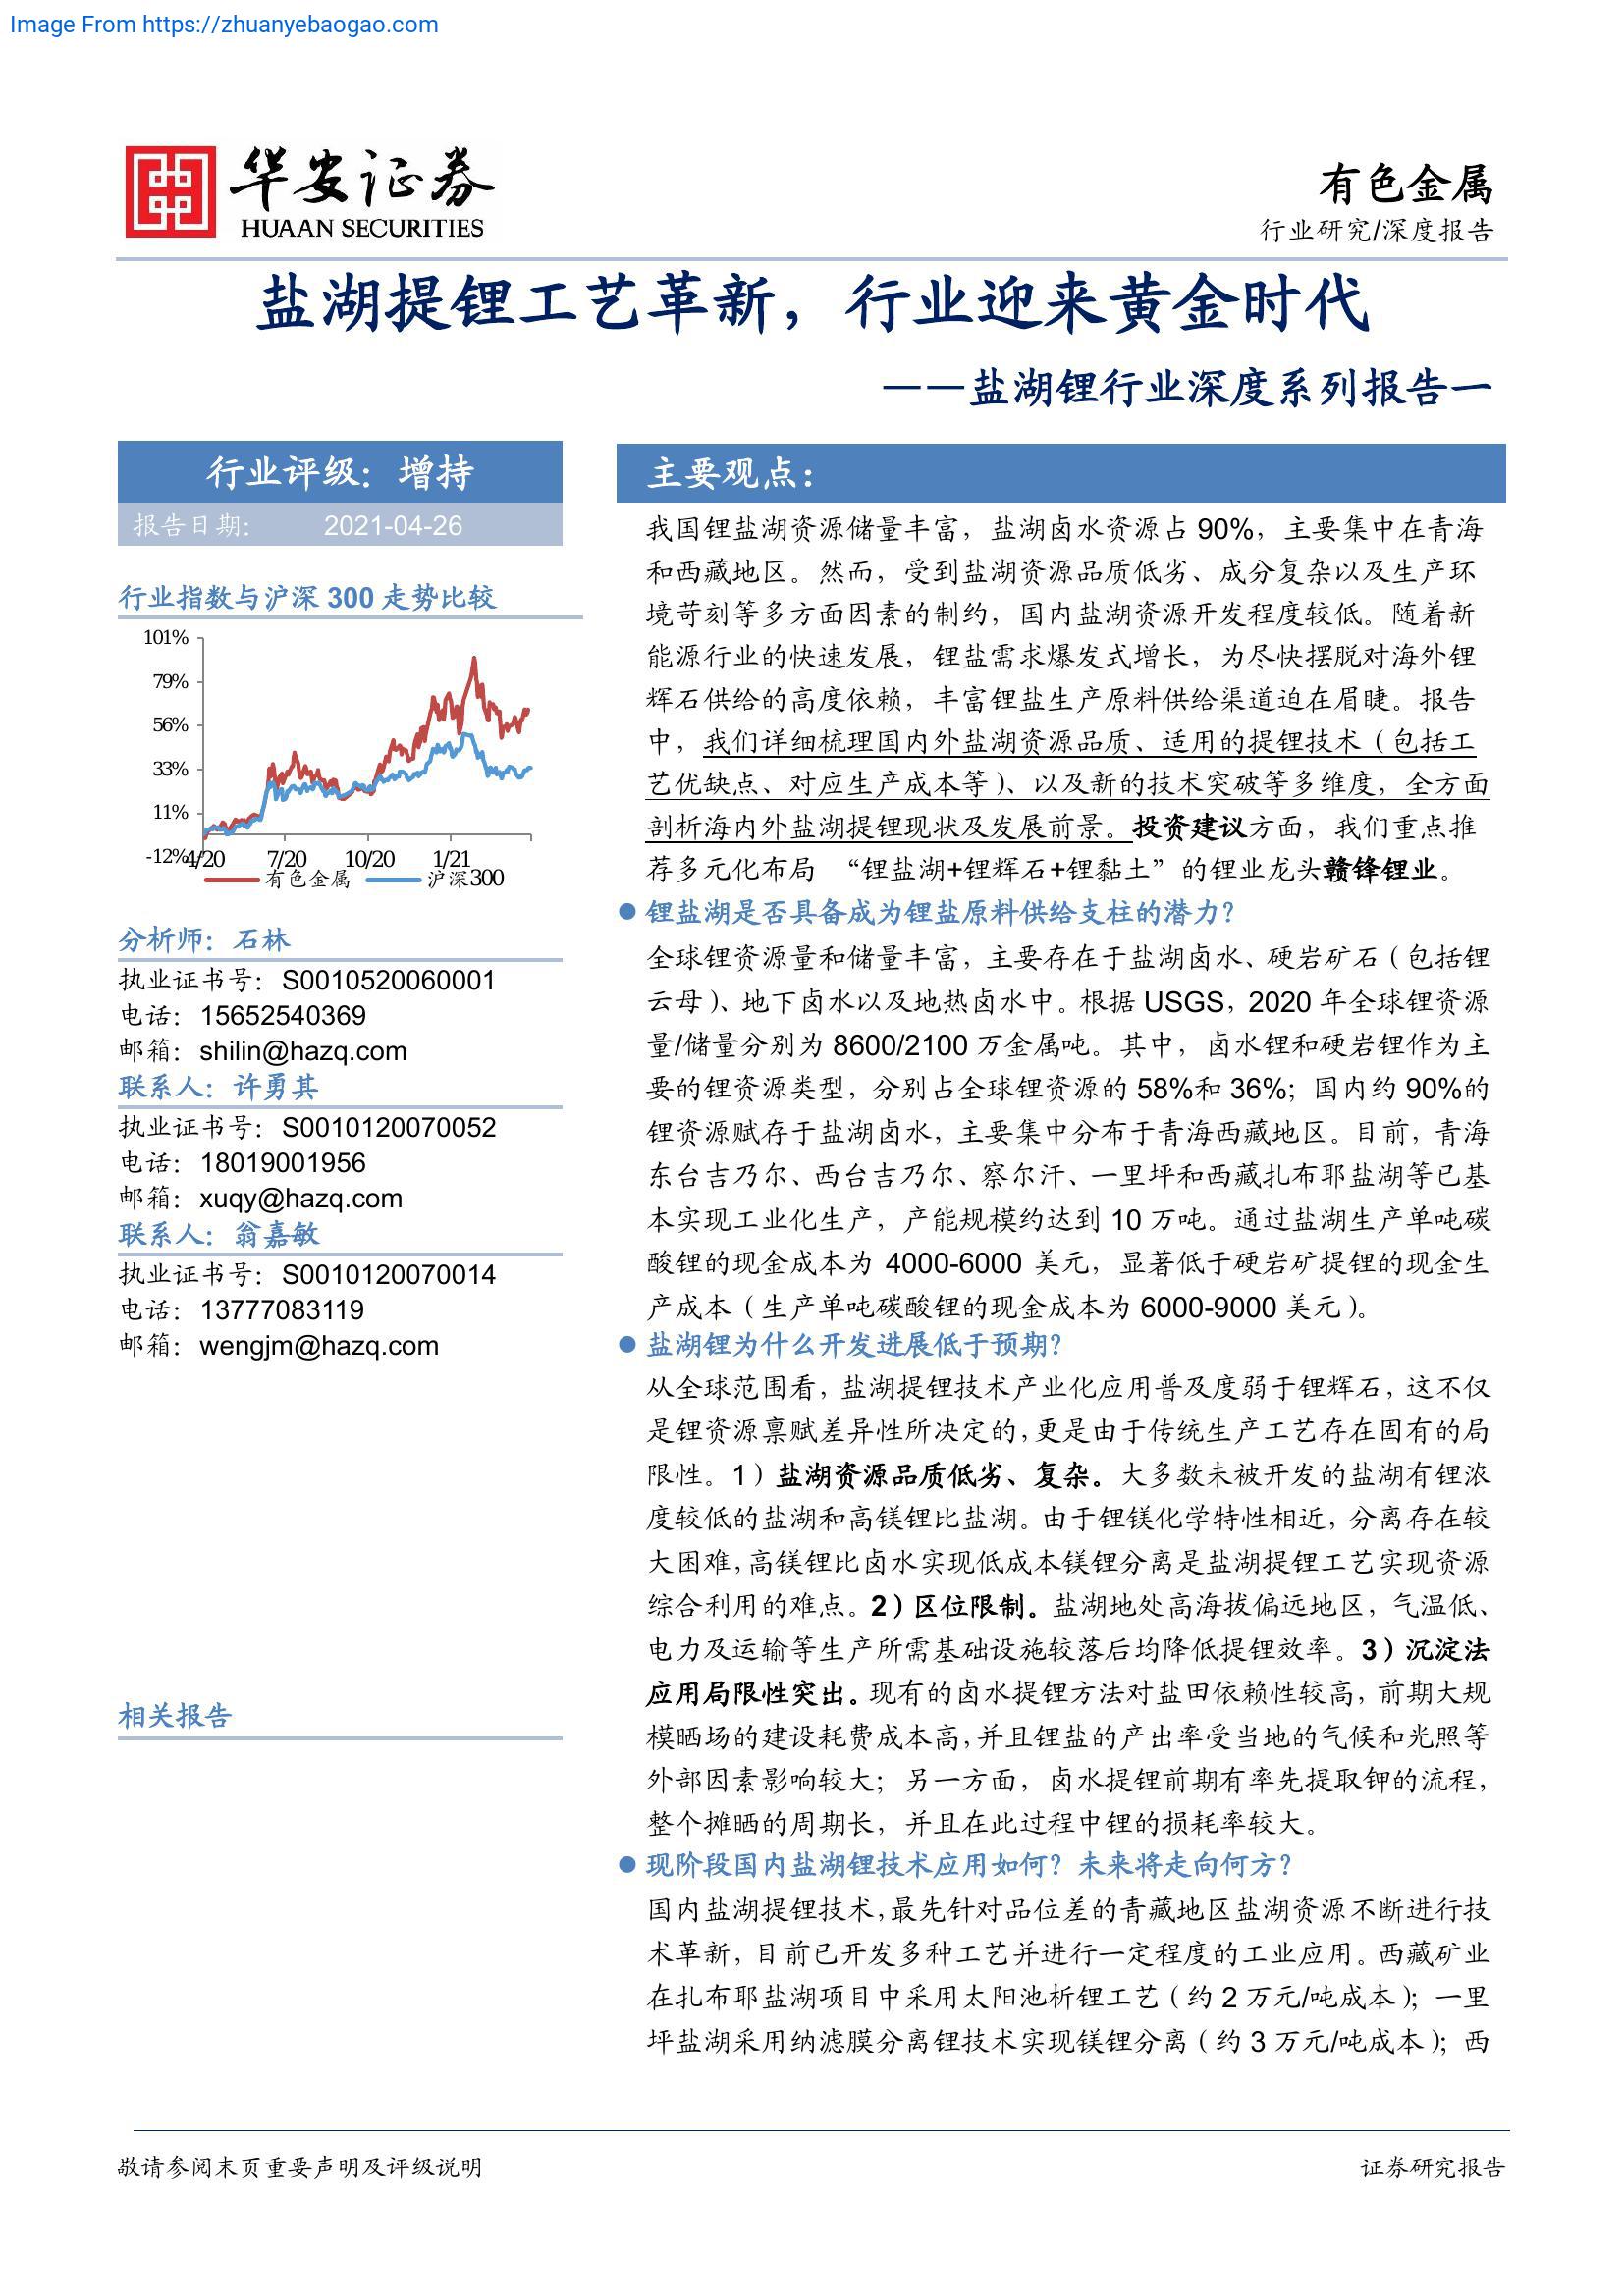 Image From https://zhuanyebaogao.com
华安证券
HUAAN SECURITIES
有色金属
行业研究/深度报告
盐湖提锂工艺革新，行业迎来黄金时代
——盐湖锂行业深度系列报告一
行业评级：增持
报告日期： 2021-04-26
行业指数与沪深 300 走势比较
101%
79%
56%
33%
11%
-12%
4/20 7/20 10/20 1/21
有色金属 沪深300
分析师：石林
执业证书号：S0010520060001
电话：15652540369
邮箱：shilin@hazq.com
联系人：许勇其
执业证书号：S0010120070052
电话：18019001956
邮箱：xuqy@hazq.com
联系人：翁嘉敏
执业证书号：S0010120070014
电话：13777083119
邮箱：wengjm@hazq.com
相关报告
主要观点：
我国锂盐湖资源储量丰富，盐湖卤水资源占 90%，主要集中在青海
和西藏地区。然而，受到盐湖资源品质低劣、成分复杂以及生产环
境苛刻等多方面因素的制约，国内盐湖资源开发程度较低。随着新
能源行业的快速发展，锂盐需求爆发式增长，为尽快摆脱对海外锂
辉石供给的高度依赖，丰富锂盐生产原料供给渠道迫在眉睫。报告
中，我们详细梳理国内外盐湖资源品质、适用的提锂技术（包括工
艺优缺点、对应生产成本等）、以及新的技术突破等多维度，全方面
剖析海内外盐湖提锂现状及发展前景。投资建议方面，我们重点推
荐多元化布局 “锂盐湖+锂辉石+锂黏土”的锂业龙头赣锋锂业。
● 锂盐湖是否具备成为锂盐原料供给支柱的潜力？
全球锂资源量和储量丰富，主要存在于盐湖卤水、硬岩矿石（包括锂
云母）、地下卤水以及地热卤水中。根据 USGS，2020 年全球锂资源
量/储量分别为 8600/2100 万金属吨。其中，卤水锂和硬岩锂作为主
要的锂资源类型，分别占全球锂资源的 58%和 36%；国内约 90%的
锂资源赋存于盐湖卤水，主要集中分布于青海西藏地区。目前，青海
东台吉乃尔、西台吉乃尔、察尔汗、一里坪和西藏扎布耶盐湖等已基
本实现工业化生产，产能规模约达到 10 万吨。通过盐湖生产单吨碳
酸锂的现金成本为 4000-6000 美元，显著低于硬岩矿提锂的现金生
产成本（生产单吨碳酸锂的现金成本为 6000-9000 美元）。
● 盐湖锂为什么开发进展低于预期？
从全球范围看，盐湖提锂技术产业化应用普及度弱于锂辉石，这不仅
是锂资源禀赋差异性所决定的，更是由于传统生产工艺存在固有的局
限性。1）盐湖资源品质低劣、复杂。大多数未被开发的盐湖有锂浓
度较低的盐湖和高镁锂比盐湖。由于锂镁化学特性相近，分离存在较
大困难，高镁锂比卤水实现低成本镁锂分离是盐湖提锂工艺实现资源
综合利用的难点。2）区位限制。盐湖地处高海拔偏远地区，气温低、
电力及运输等生产所需基础设施较落后均降低提锂效率。3）沉淀法
应用局限性突出。现有的卤水提锂方法对盐田依赖性较高，前期大规
模晒场的建设耗费成本高，并且锂盐的产出率受当地的气候和光照等
外部因素影响较大；另一方面，卤水提锂前期有率先提取钾的流程，
整个摊晒的周期长，并且在此过程中锂的损耗率较大。
● 现阶段国内盐湖锂技术应用如何？未来将走向何方？
国内盐湖提锂技术，最先针对品位差的青藏地区盐湖资源不断进行技
术革新，目前已开发多种工艺并进行一定程度的工业应用。西藏矿业
在扎布耶盐湖项目中采用太阳池析锂工艺（约 2 万元/吨成本）；一里
坪盐湖采用纳滤膜分离锂技术实现镁锂分离（约 3 万元/吨成本）；西
敬请参阅末页重要声明及评级说明
证券研究报告